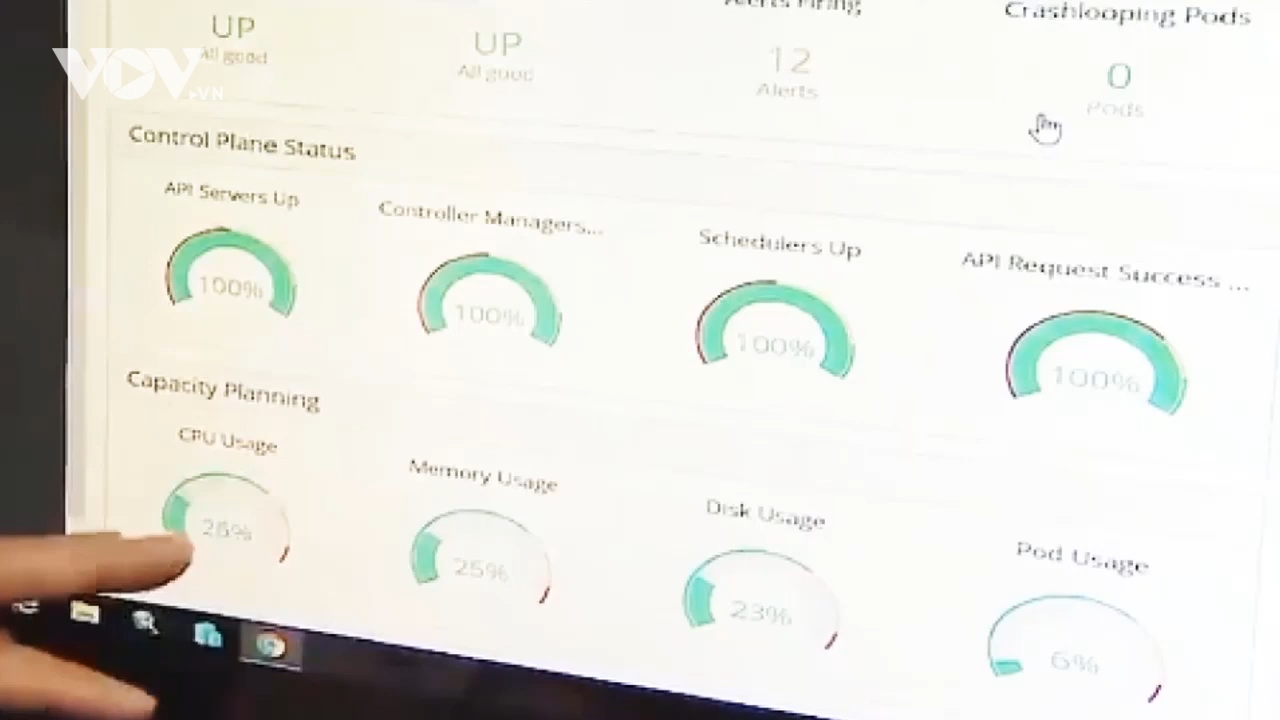 VOV.VN
UP
All good
UP
All good
Alerts Firing
12
Alerts
Crashlooping Pods
0
Pods
Control Plane Status
API Servers Up
100%
Controller Managers...
100%
Schedulers Up
100%
API Request Success ...
100%
Capacity Planning
CPU Usage
Memory Usage
25%
Disk Usage
23%
Pod Usage
6%